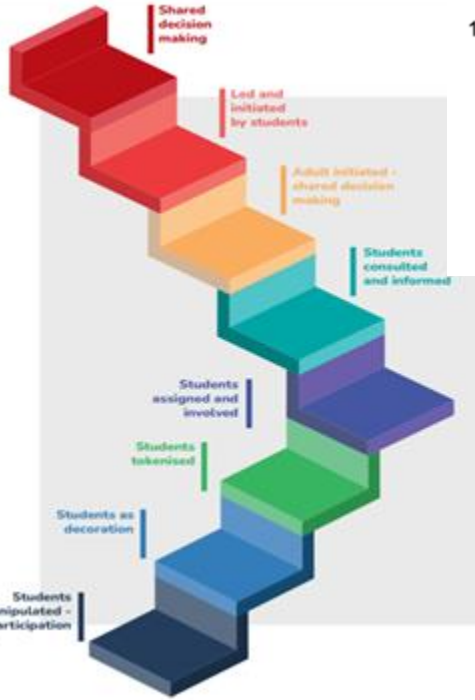 Shared
decision
making
1
Led and
initiated
by students
Adult initiated -
shared decision
making
Students
consulted
and informed
Students
assigned and
involved
Students
tokenised
Students as
decoration
Students
nipulated -
articipation